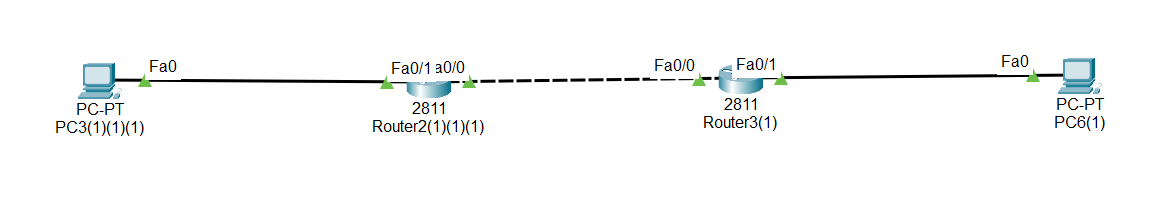 Fa0
Fa0/1 a0/0
Fa0/0
Fa0/1
Fa0
PC-PT
PC3(1)(1)(1)
2811
Router2(1)(1)(1)
2811
Router3(1)
PC-PT
PC6(1)